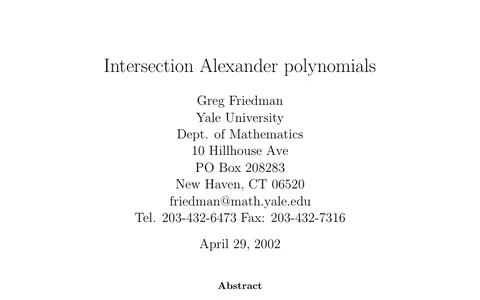 Intersection Alexander polynomials
Greg Friedman
Yale University
Dept. of Mathematics
10 Hillhouse Ave
PO Box 208283
New Haven, CT 06520
friedman@math.yale.edu
Tel. 203-432-6473 Fax: 203-432-7316
April 29, 2002
Abstract